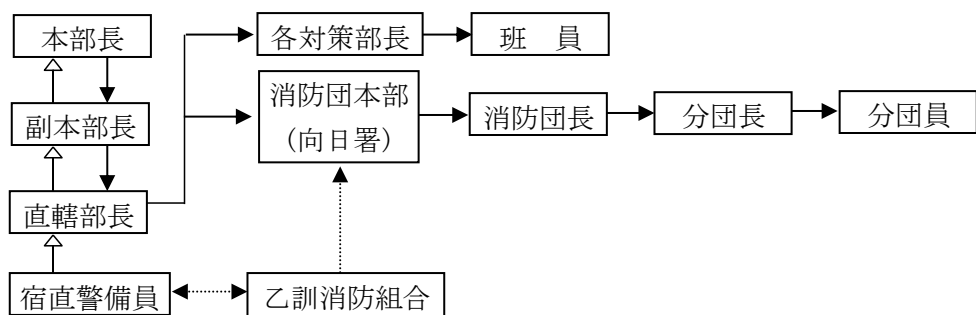 本部長
各対策部長
班　員
副本部長
消防団本部
(向日署)
消防団長
分団長
分団員
直轄部長
宿直警備員
乙訓消防組合